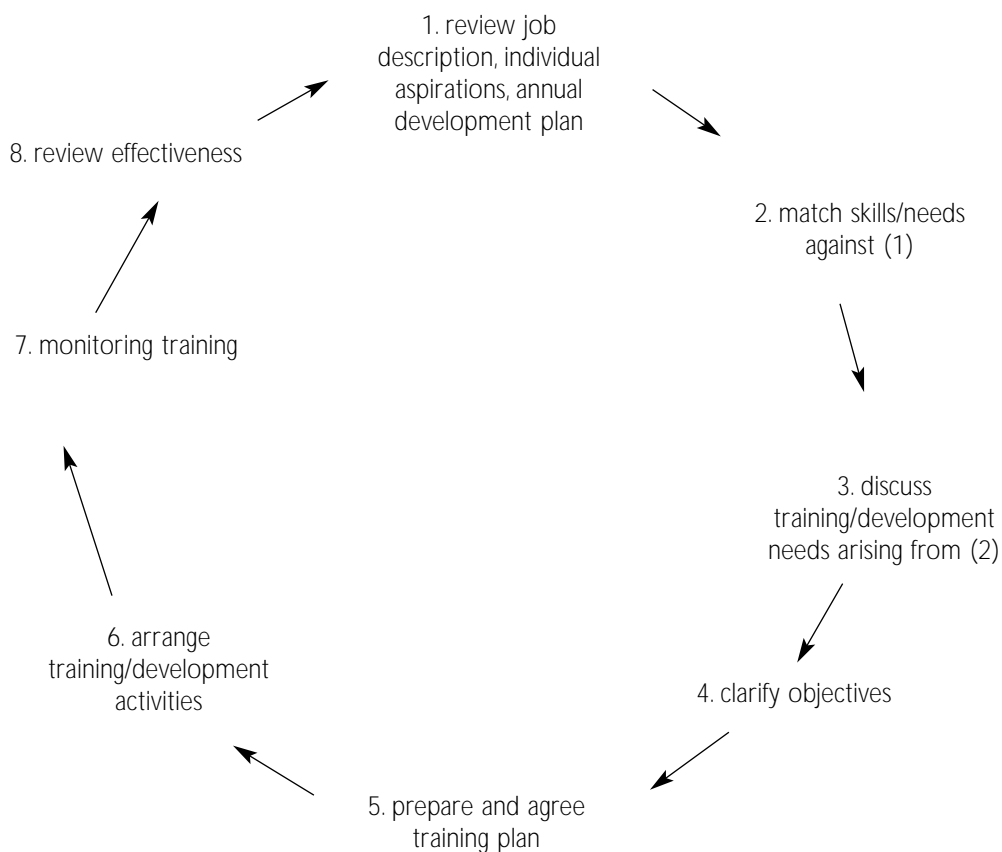 1. review job
description, individual
aspirations, annual
development plan
2. match skills/needs
against (1)
3. discuss
training/development
needs arising from (2)
4. clarify objectives
5. prepare and agree
training plan
6. arrange
training/development
activities
7. monitoring training
8. review effectiveness